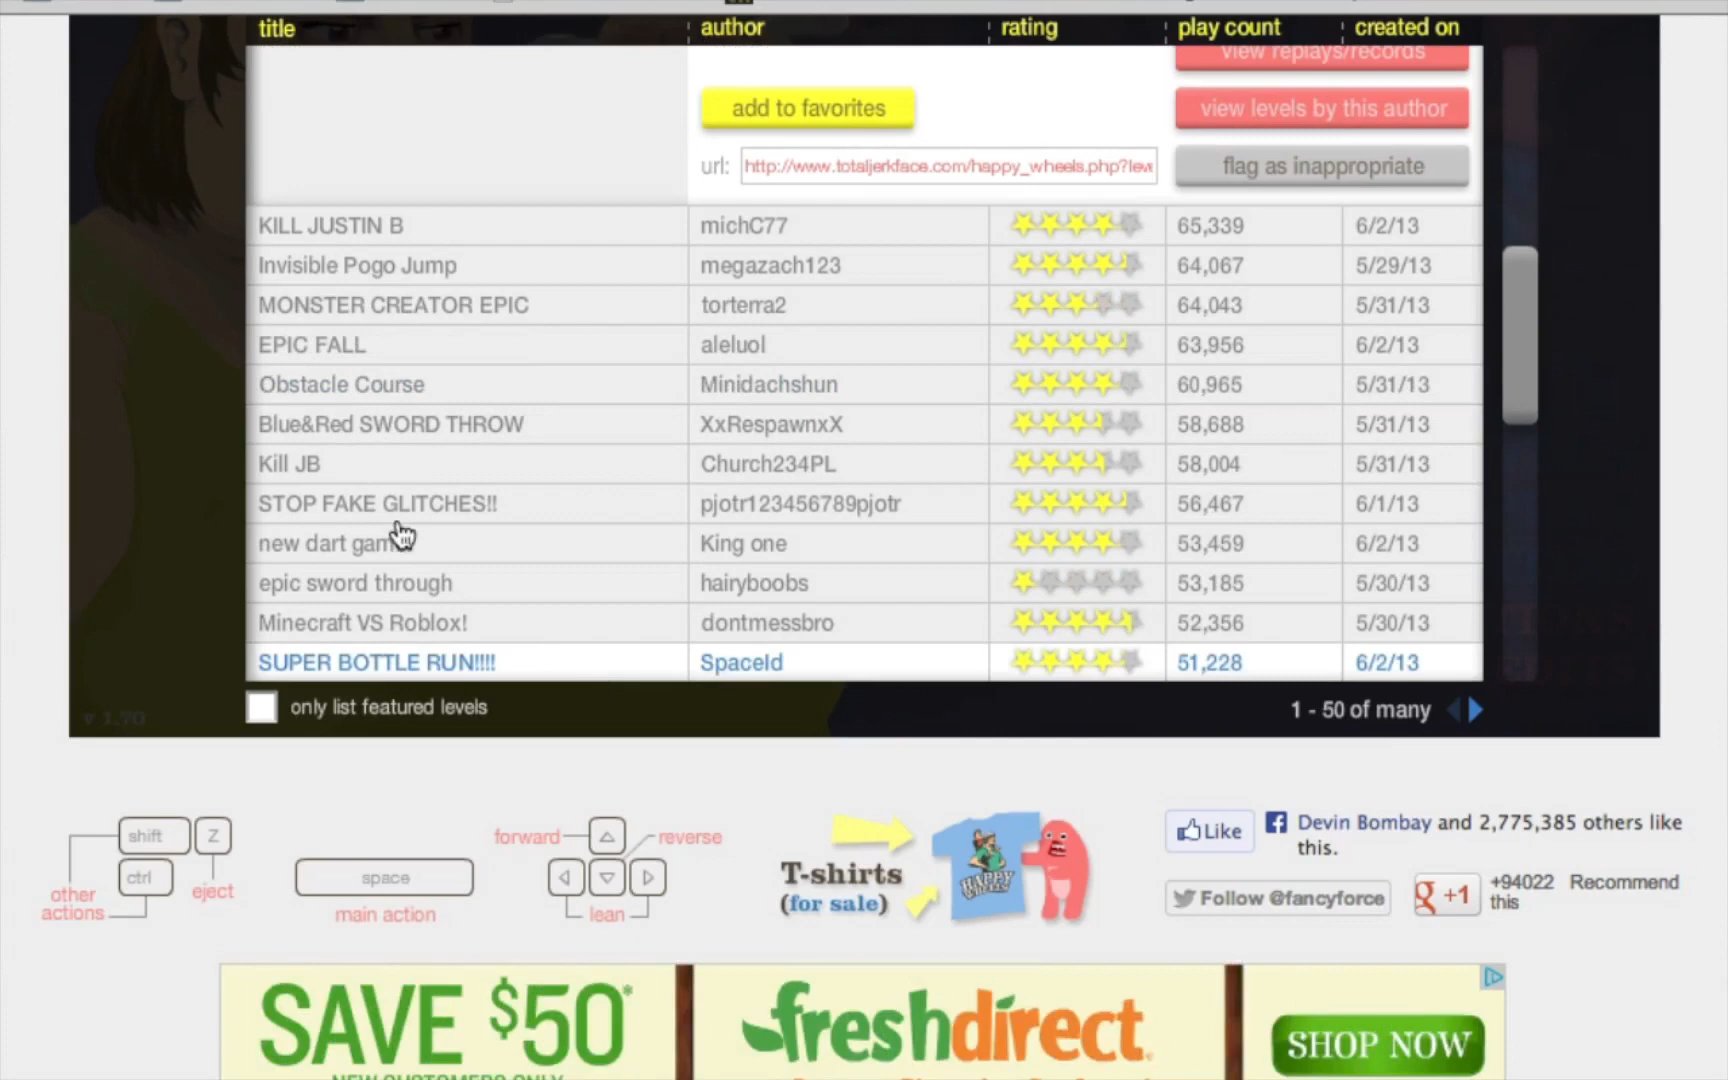 title author rating play count created on
view replays/records
add to favorites view levels by this author
url: http://www.totaljerkface.com/happy_wheels.php?lev flag as inappropriate
KILL JUSTIN B michC77 65,339 6/2/13
Invisible Pogo Jump megazach123 64,067 5/29/13
MONSTER CREATOR EPIC torterra2 64,043 5/31/13
EPIC FALL aleluol 63,956 6/2/13
Obstacle Course Minidachshun 60,965 5/31/13
Blue&Red SWORD THROW XxRespawnxX 58,688 5/31/13
Kill JB Church234PL 58,004 5/31/13
STOP FAKE GLITCHES!! pjotr123456789pjotr 56,467 6/1/13
new dart gam King one 53,459 6/2/13
epic sword through hairyboobs 53,185 5/30/13
Minecraft VS Roblox! dontmessbro 52,356 5/30/13
SUPER BOTTLE RUN!!!! Spaceld 51,228 6/2/13
only list featured levels 1 - 50 of many
v 1.70
shift Z
ctrl
other actions
eject
space
main action
forward reverse
lean
T-shirts
(for sale)
HAPPY WHEELS
Like Devin Bombay and 2,775,385 others like
this.
Follow @fancyforce g +1 +94022 Recommend
this
SAVE $50* freshdirect. SHOP NOW
NEW CUSTOMERS ONLY